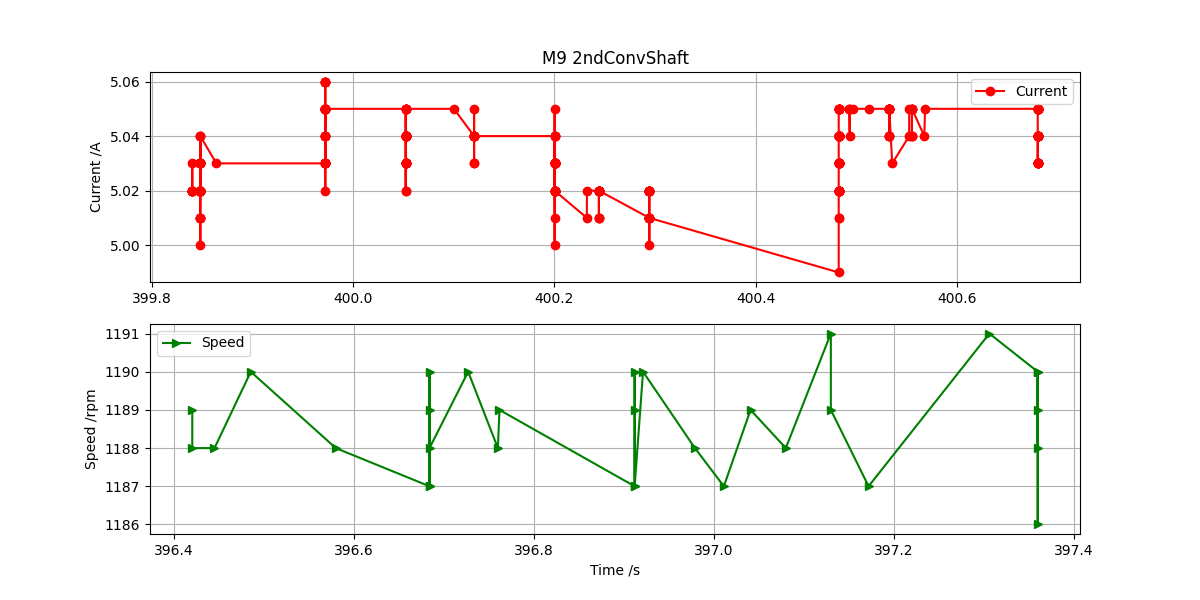 M9 2ndConvShaft
5.06
5.04
5.02
5.00
Current /A
Current
399.8 400.0 400.2 400.4 400.6
1191
1190
1189
1188
1187
1186
Speed /rpm
Speed
396.4 396.6 396.8 397.0 397.2 397.4
Time /s